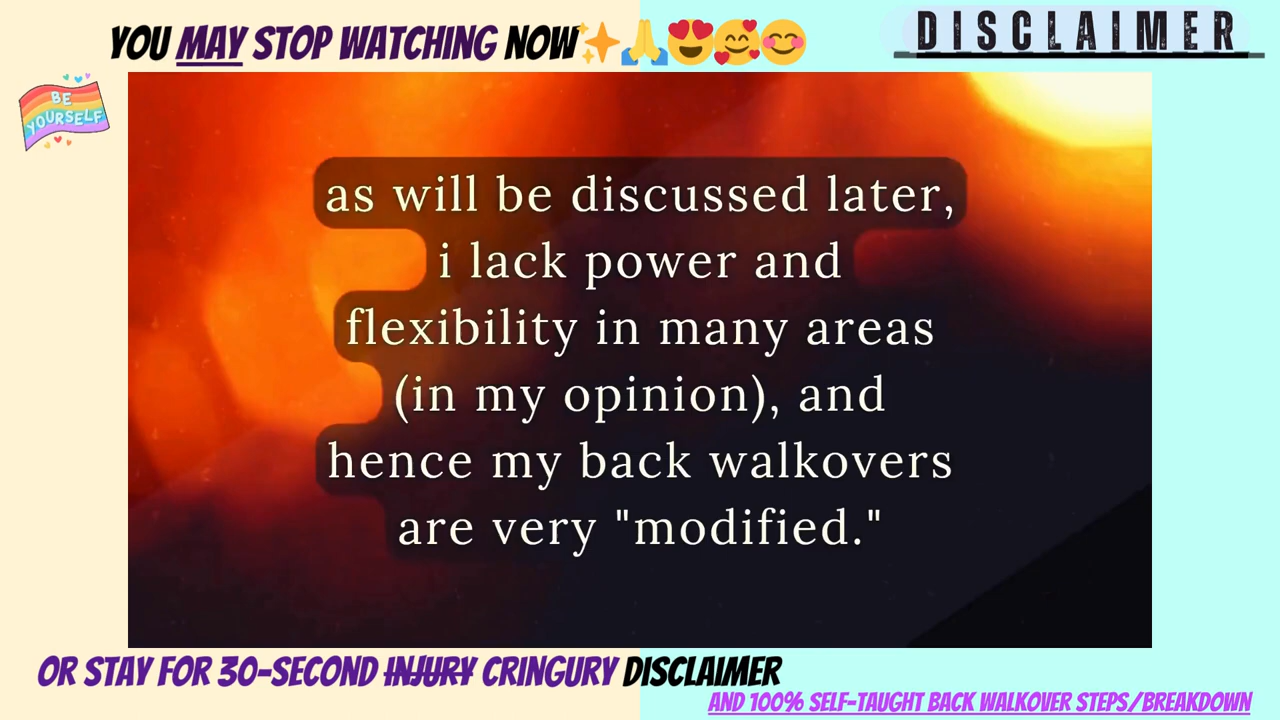 YOU MAY STOP WATCHING NOW✨🙏😍🥰😊
DISCLAIMER
BE
YOURSELF
as will be discussed later,
i lack power and
flexibility in many areas
(in my opinion), and
hence my back walkovers
are very "modified."
OR STAY FOR 30-SECOND INJURY CRINGURY DISCLAIMER
AND 100% SELF-TAUGHT BACK WALKOVER STEPS/BREAKDOWN